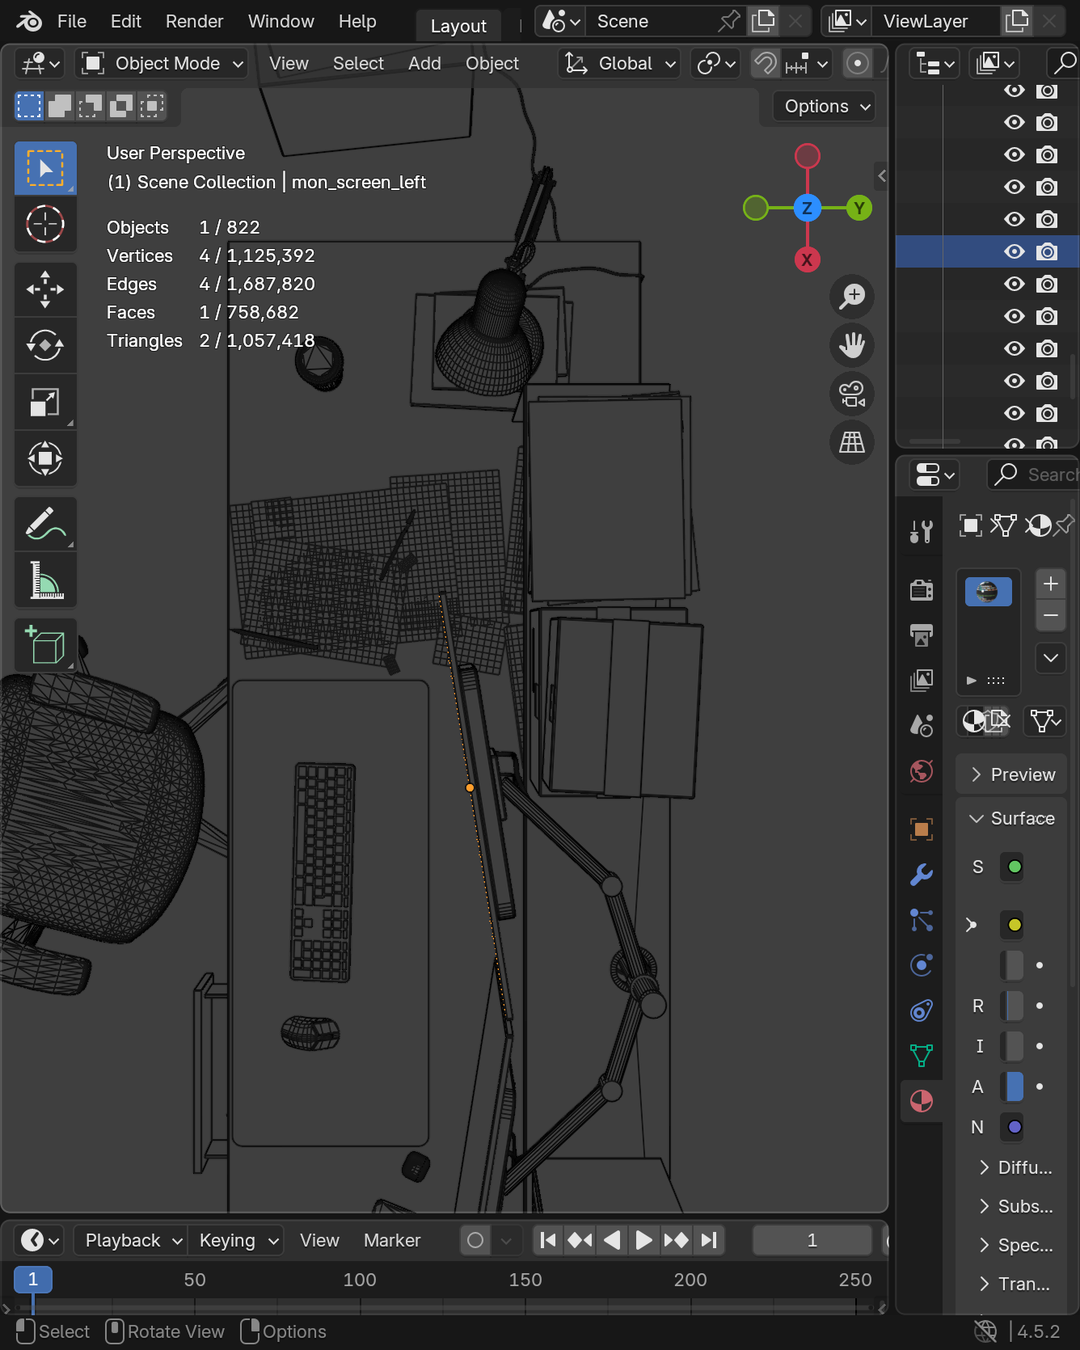 File Edit Render Window Help Layout Scene ViewLayer
Object Mode View Select Add Object Global
Options
User Perspective
(1) Scene Collection | mon_screen_left
Objects 1 / 822
Vertices 4 / 1,125,392
Edges 4 / 1,687,820
Faces 1 / 758,682
Triangles 2 / 1,057,418
Z
Y
X
Search
Preview
Surface
S
R
I
A
N
Diffu...
Subs...
Spec...
Tran...
Playback Keying View Marker 1
1 50 100 150 200 250
Select Rotate View Options 4.5.2